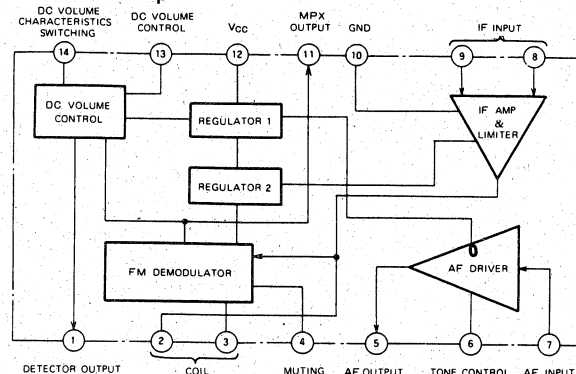 DC VOLUME
CHARACTERISTICS
SWITCHING
DC VOLUME
CONTROL
VCC
MPX
OUTPUT
GND
IF INPUT
14
13
12
11
10
9
8
DC VOLUME
CONTROL
REGULATOR 1
IF AMP
&
LIMITER
REGULATOR 2
FM DEMODULATOR
AF DRIVER
1
2
3
4
5
6
7
DETECTOR OUTPUT
COIL
MUTING
AF OUTPUT
TONE CONTROL
AF INPUT